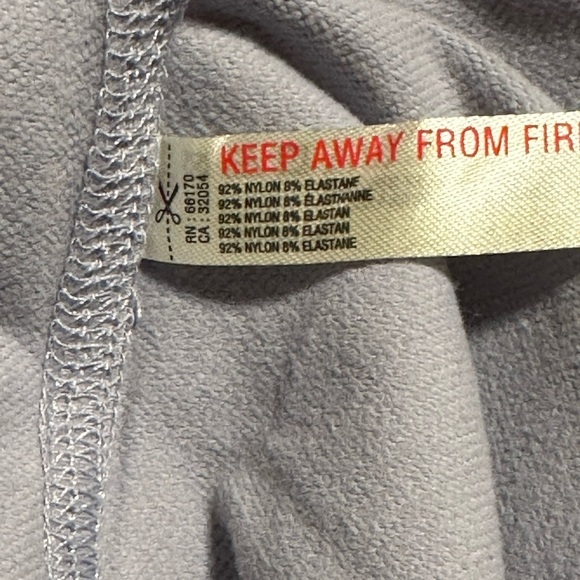 KEEP AWAY FROM FIR
RN : 66170
CA : 32054
92% NYLON 8% ELASTANE
92% NYLON 8% ELASTHANNE
92% NYLON 8% ELASTAN
92% NYLON 8% ELASTAN
92% NYLON 8% ELASTANE